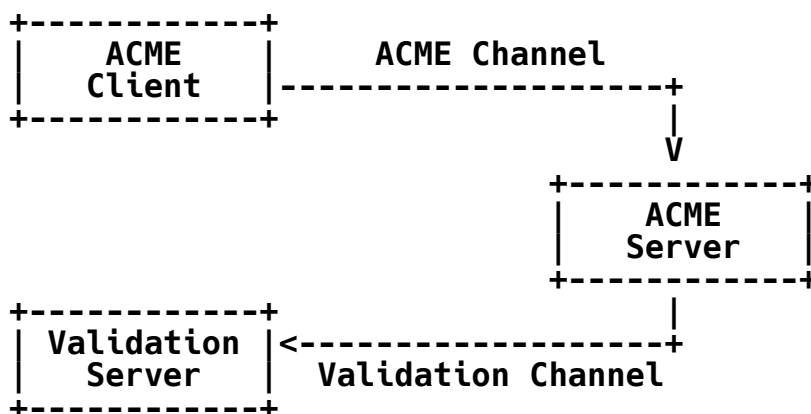 +------------+
|    ACME    |     ACME Channel
|   Client   |--------------------+
+------------+                    |
                                  V
                            +------------+
                            |    ACME    |
                            |   Server   |
                            +------------+
+------------+                    |
| Validation |<-------------------+
|   Server   |  Validation Channel
+------------+